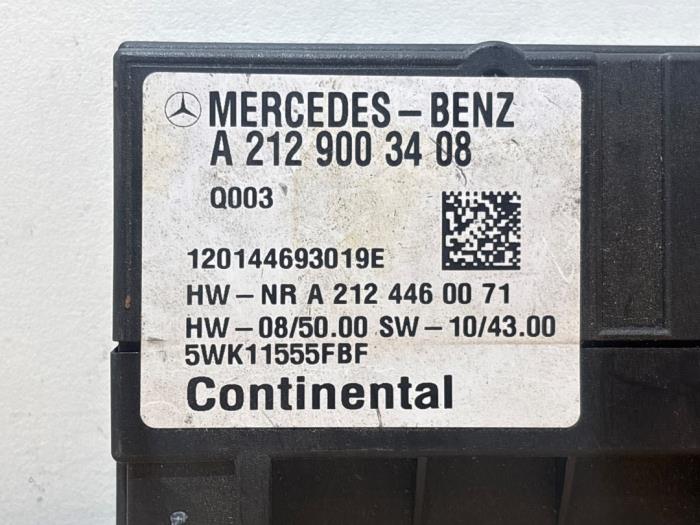 MERCEDES-BENZ
A 212 900 34 08
Q003
120144693019E
HW-NR A 212 446 00 71
HW-08/50.00 SW-10/43.00
5WK11555FBF
Continental